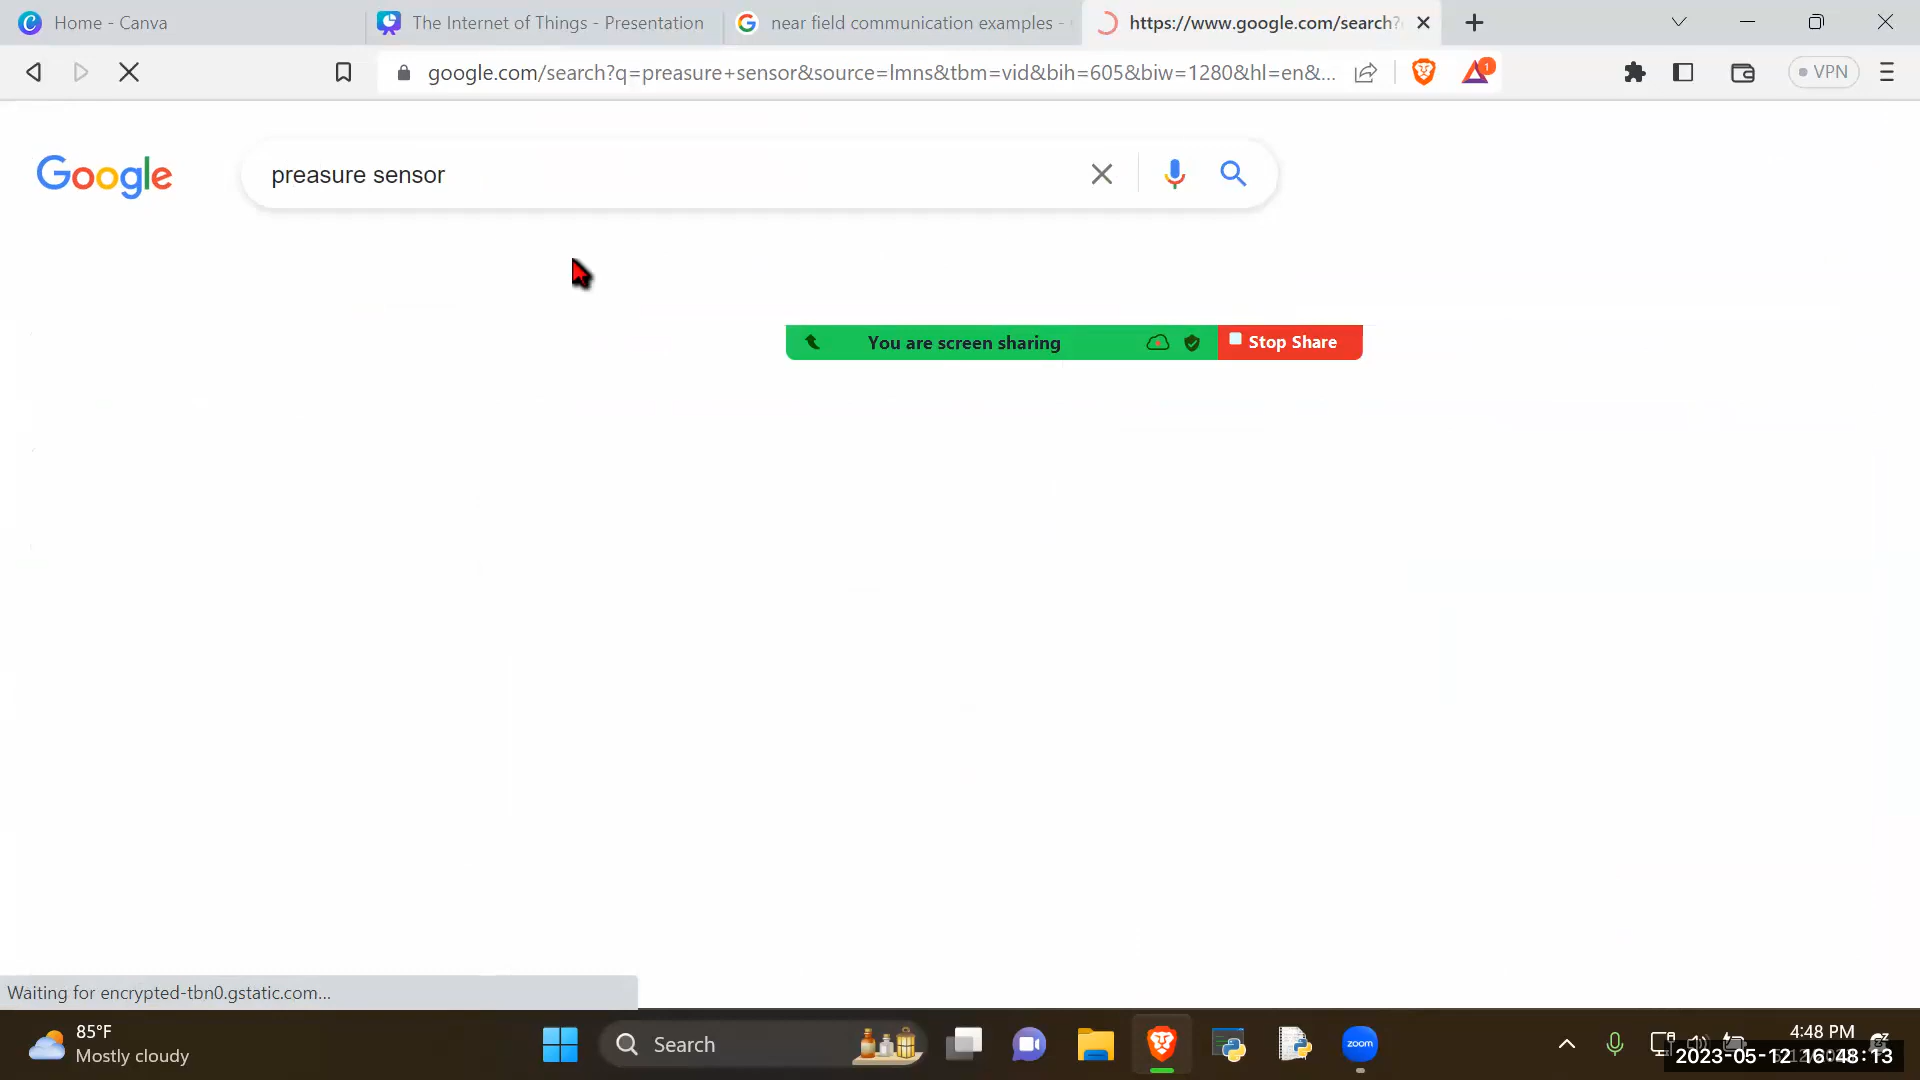 Home - Canva
The Internet of Things - Presentation
near field communication examples -
https://www.google.com/search?
google.com/search?q=preasure+sensor&source=lmns&tbm=vid&bih=605&biw=1280&hl=en&...
1
VPN
Google
preasure sensor
You are screen sharing
Stop Share
Waiting for encrypted-tbn0.gstatic.com...
85°F
Mostly cloudy
Search
zoom
4:48 PM
2023-05-12 16:48:13